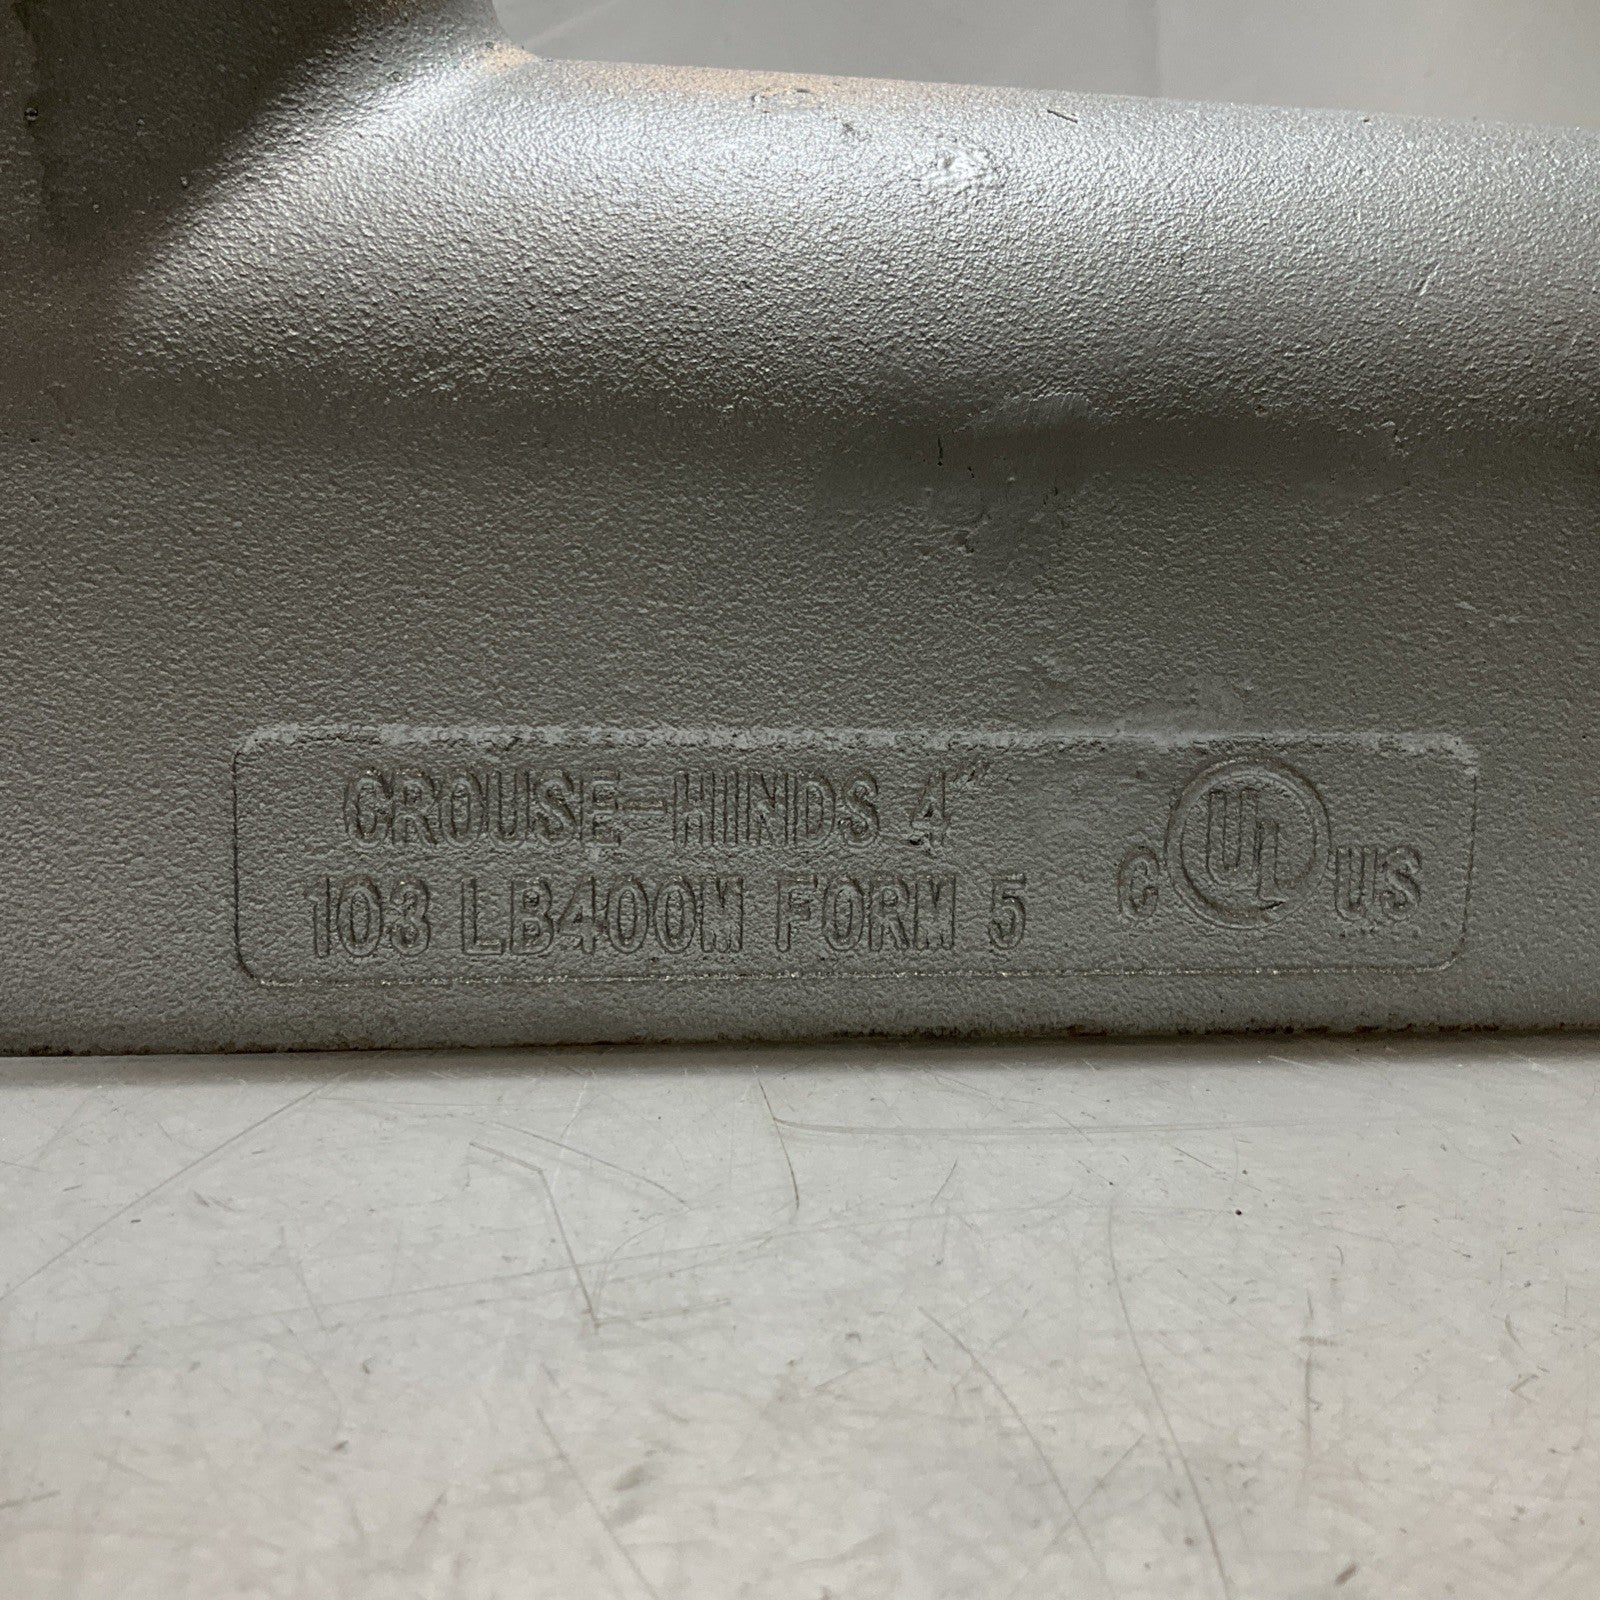 CROUSE-HINDS 4"
103 LB400M FORM 5
C UL US